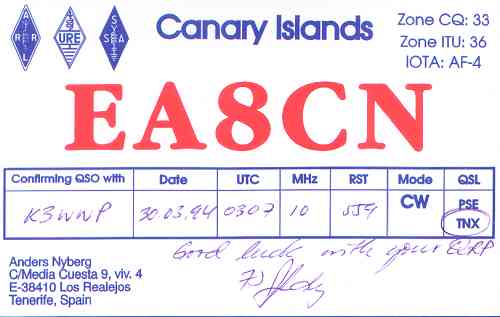 A R R L
URE
SYSEA
Canary Islands
Zone CQ: 33
Zone ITU: 36
IOTA: AF-4
EA8CN
Confirming QSO with Date UTC MHz RST Mode QSL
K3WWP 30.03.94 0307 10 559 CW PSE
TNX
Good luck with your QRP
73
Anders Nyberg
C/Media Cuesta 9, viv. 4
E-38410 Los Realejos
Tenerife, Spain